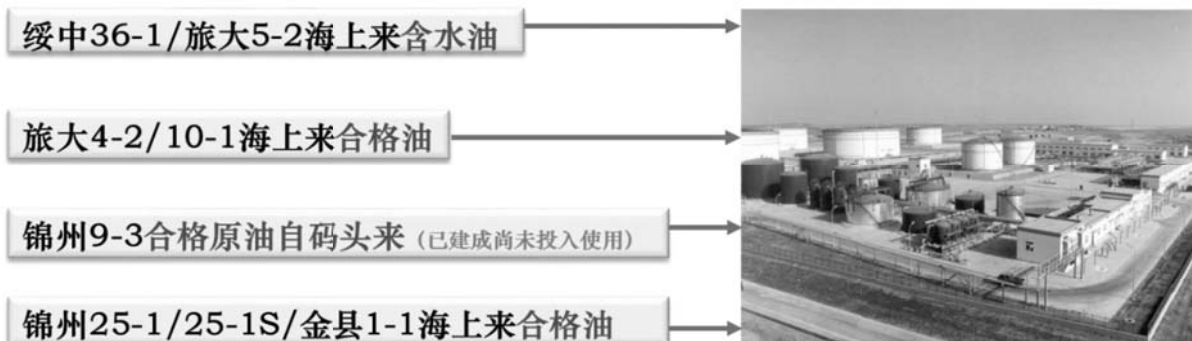 绥中36-1/旅大5-2海上来含水油
旅大4-2/10-1海上来合格油
锦州9-3合格原油自码头来（已建成尚未投入使用）
锦州25-1/25-1S/金县1-1海上来合格油